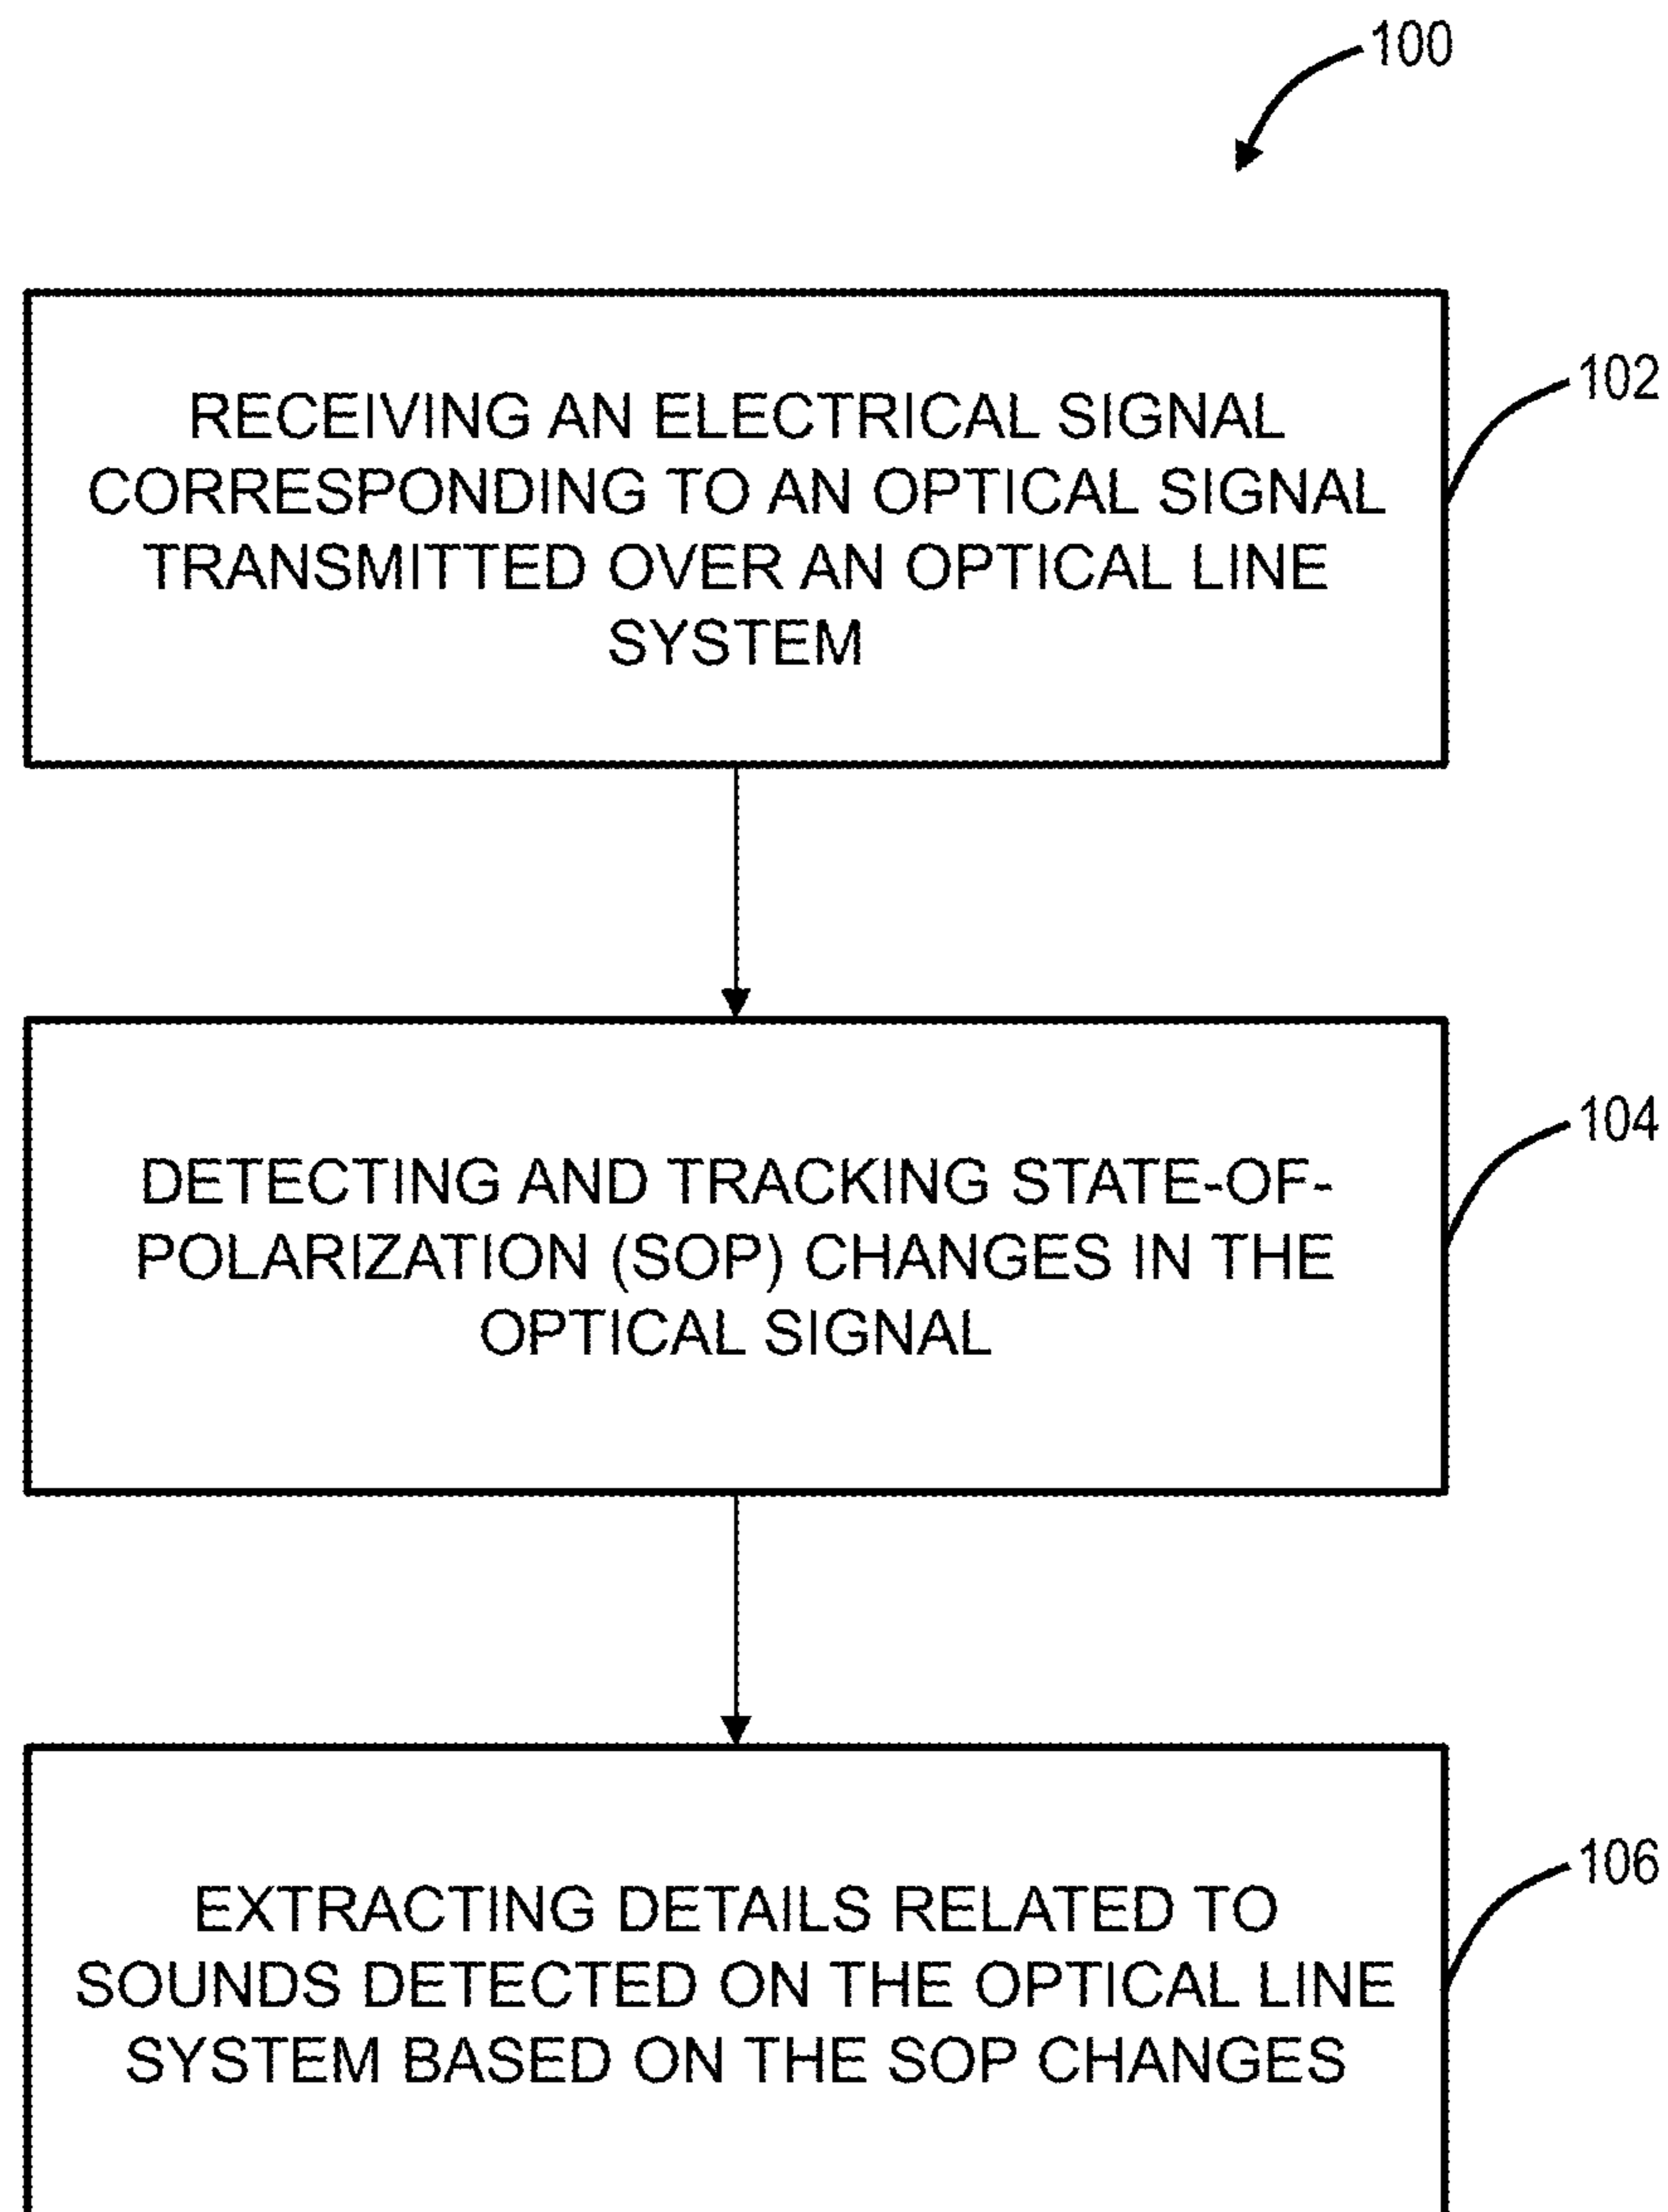 100
RECEIVING AN ELECTRICAL SIGNAL
CORRESPONDING TO AN OPTICAL SIGNAL
TRANSMITTED OVER AN OPTICAL LINE
SYSTEM
102
DETECTING AND TRACKING STATE-OF-
POLARIZATION (SOP) CHANGES IN THE
OPTICAL SIGNAL
104
EXTRACTING DETAILS RELATED TO
SOUNDS DETECTED ON THE OPTICAL LINE
SYSTEM BASED ON THE SOP CHANGES
106